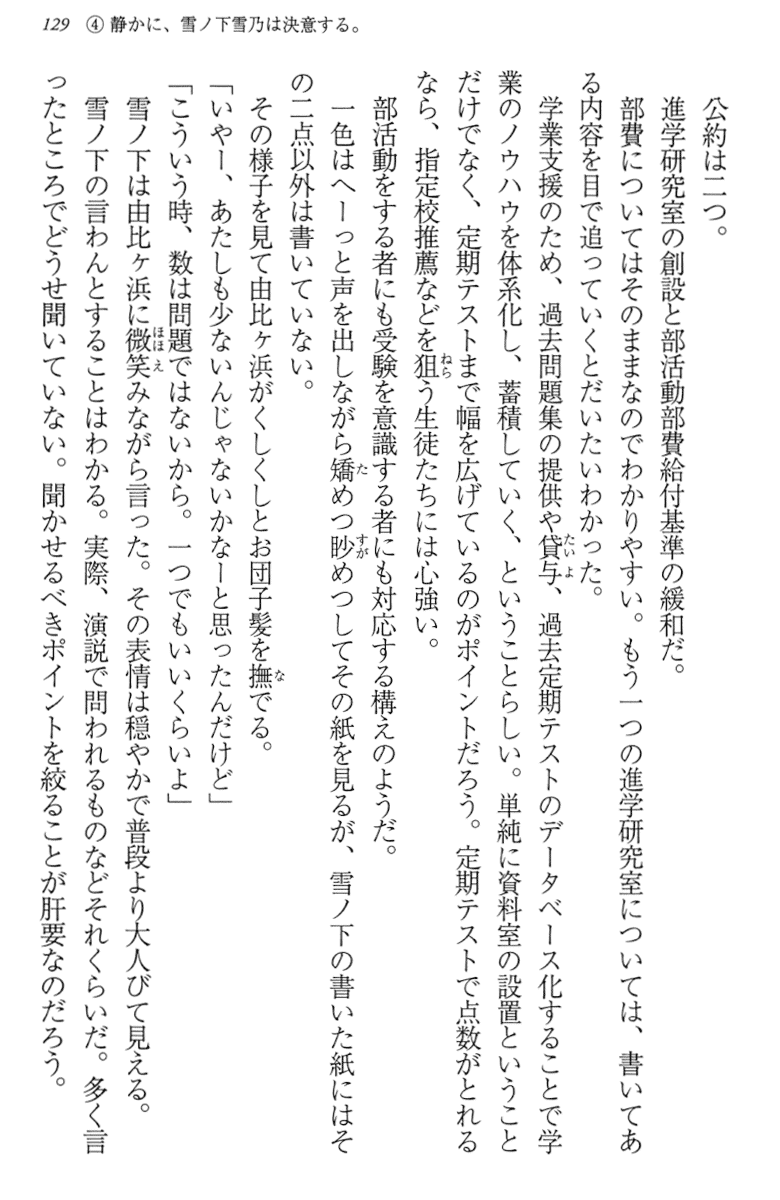 129 ④ 静かに、雪ノ下雪乃は決意する。
公約は二つ。
進学研究室の創設と部活動部費給付基準の緩和だ。
部費についてはそのままなのでわかりやすい。もう一つの進学研究室については、書いてあ
る内容を目で追っていくとだいたいわかった。
学業支援のため、過去問題集の提供や貸与、過去定期テストのデータベース化することで学
業のノウハウを体系化し、蓄積していく、ということらしい。単純に資料室の設置ということ
だけでなく、定期テストまで幅を広げているのがポイントだろう。定期テストで点数がとれる
なら、指定校推薦などを狙う生徒たちには心強い。
部活動をする者にも受験を意識する者にも対応する構えのようだ。
一色はへーっと声を出しながら矯めつ眇めつしてその紙を見るが、雪ノ下の書いた紙にはそ
の二点以外は書いていない。
その様子を見て由比ヶ浜がくしくしとお団子髪を撫でる。
「いやー、あたしも少ないんじゃないかなーと思ったんだけど」
「こういう時、数は問題ではないから。一つでもいいくらいよ」
雪ノ下は由比ヶ浜に微笑みながら言った。その表情は穏やかで普段より大人びて見える。
雪ノ下の言わんとすることはわかる。実際、演説で問われるものなどそれくらいだ。多く言
ったところでどうせ聞いていない。聞かせるべきポイントを絞ることが肝要なのだろう。